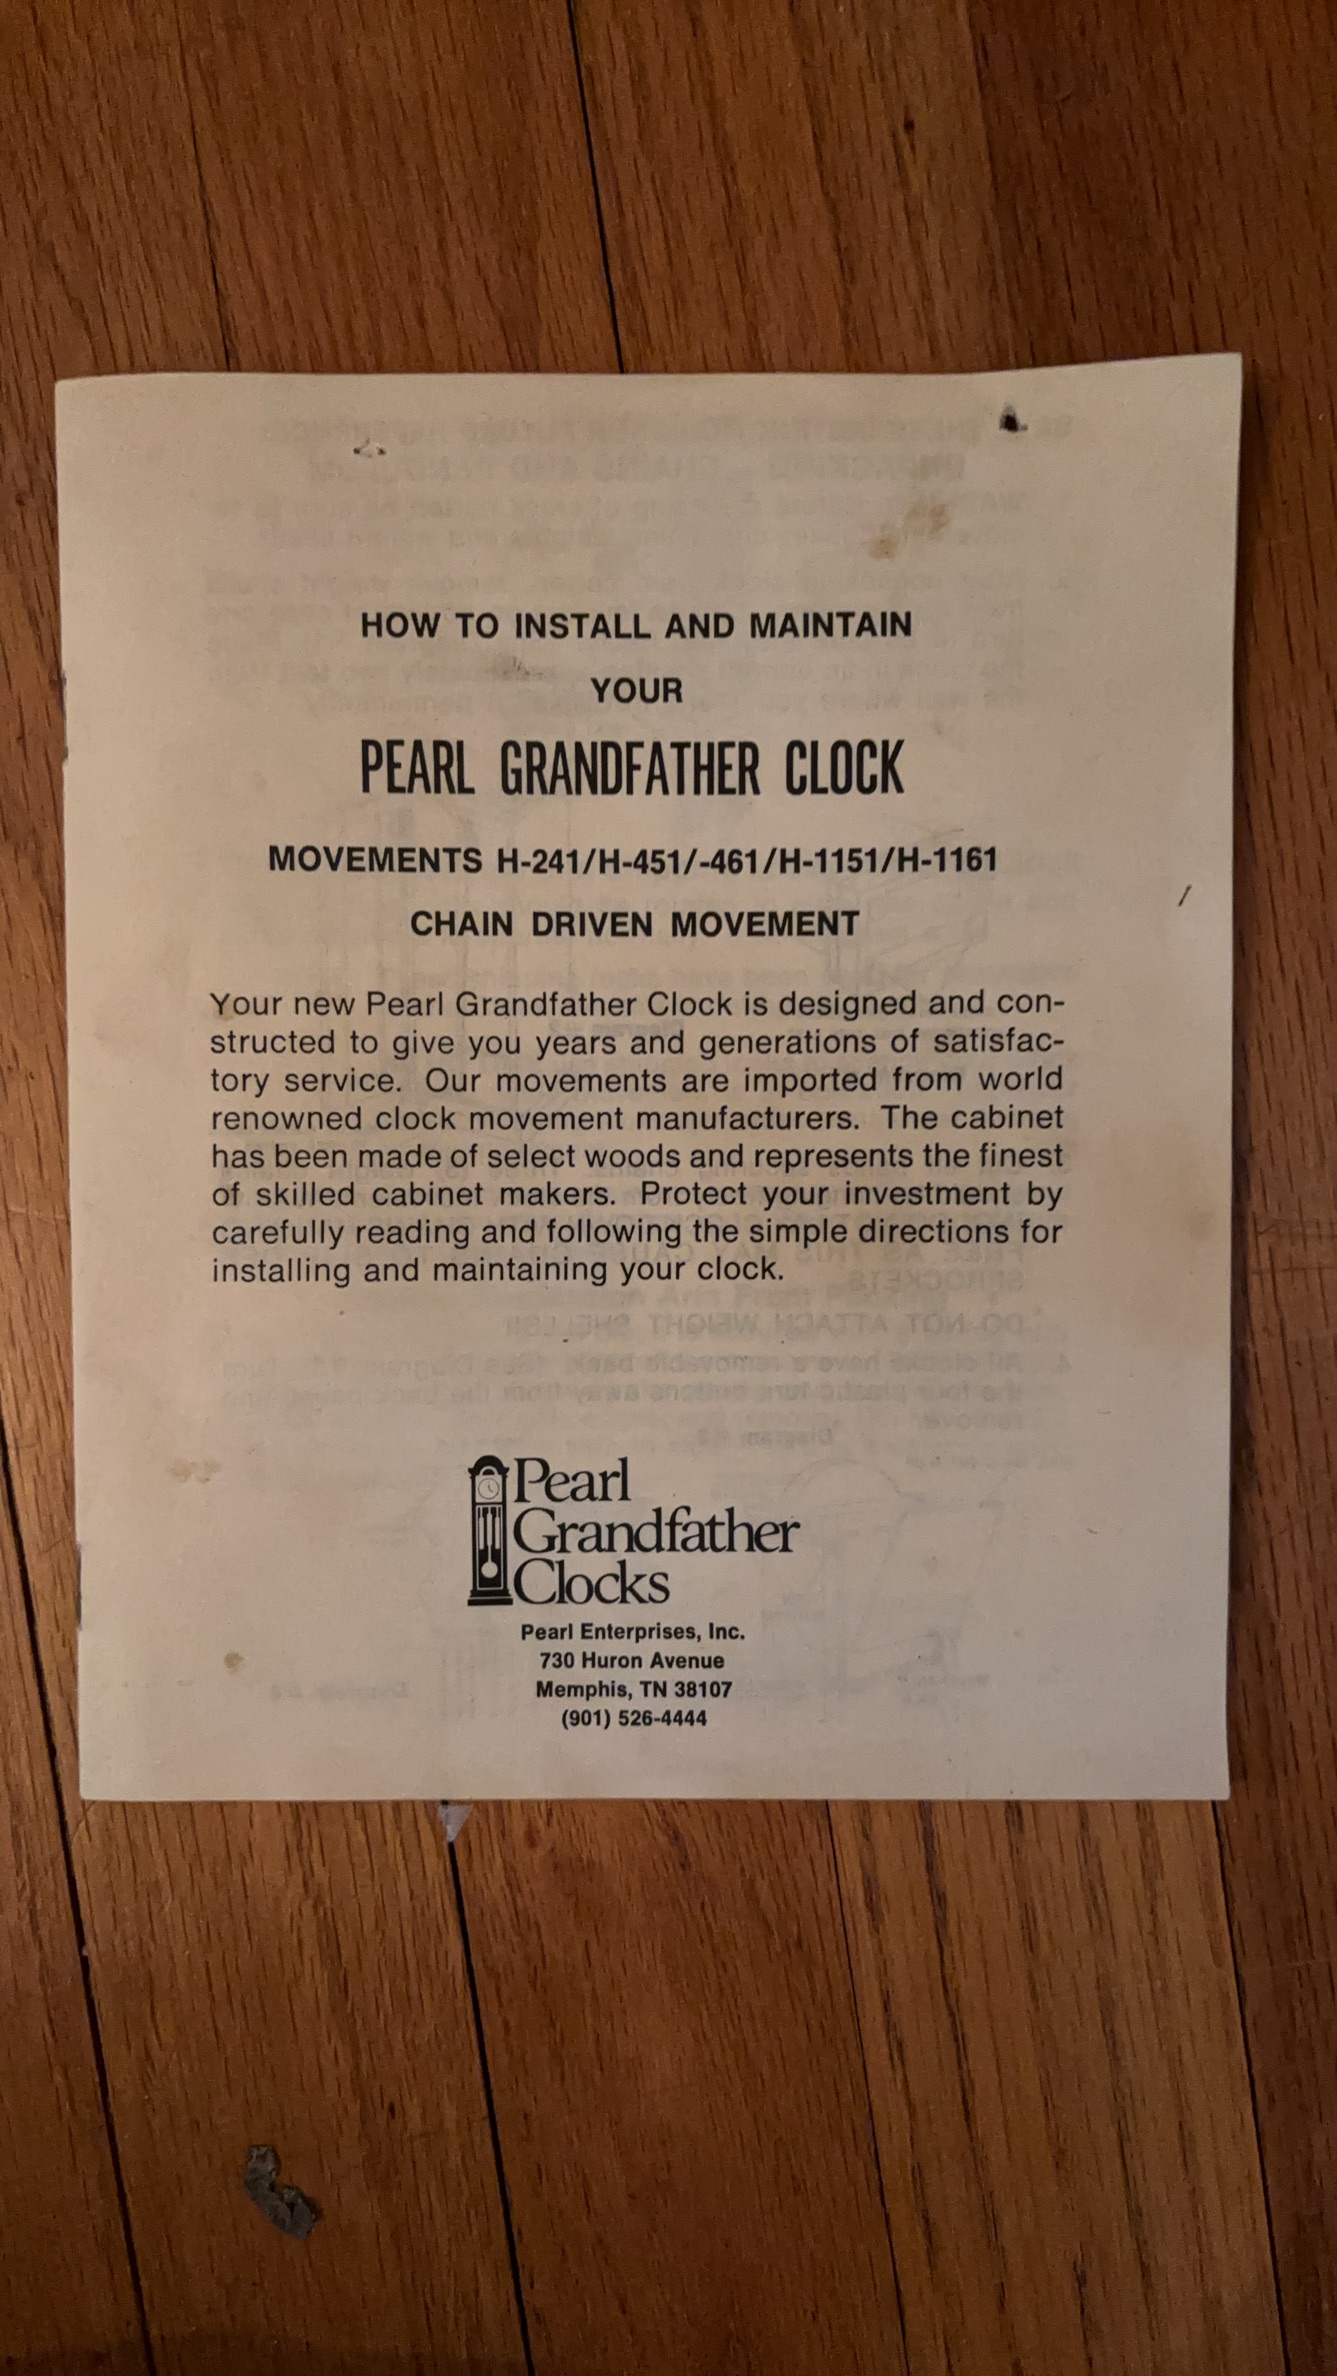 HOW TO INSTALL AND MAINTAIN
YOUR
PEARL GRANDFATHER CLOCK
MOVEMENTS H-241/H-451/-461/H-1151/H-1161
CHAIN DRIVEN MOVEMENT
Your new Pearl Grandfather Clock is designed and con-
structed to give you years and generations of satisfac-
tory service. Our movements are imported from world
renowned clock movement manufacturers. The cabinet
has been made of select woods and represents the finest
of skilled cabinet makers. Protect your investment by
carefully reading and following the simple directions for
installing and maintaining your clock.
Pearl
Grandfather
Clocks
Pearl Enterprises, Inc.
730 Huron Avenue
Memphis, TN 38107
(901) 526-4444